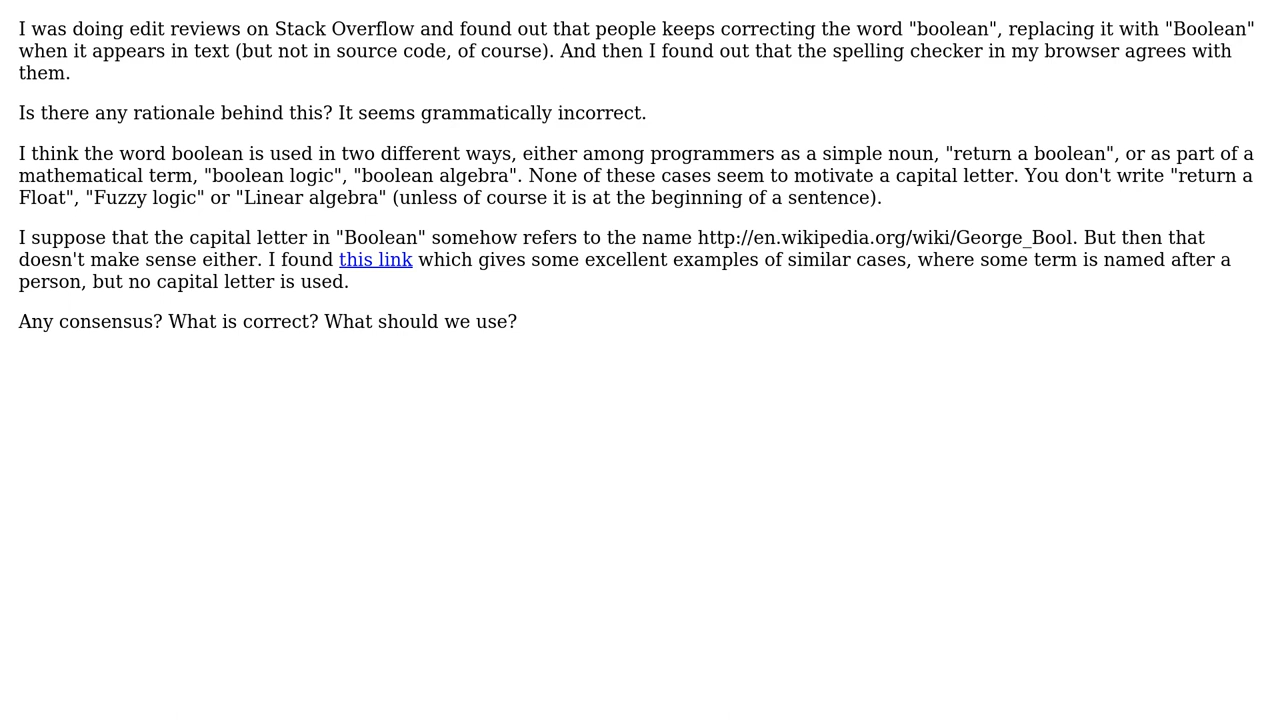 I was doing edit reviews on Stack Overflow and found out that people keeps correcting the word "boolean", replacing it with "Boolean"
when it appears in text (but not in source code, of course). And then I found out that the spelling checker in my browser agrees with
them.
Is there any rationale behind this? It seems grammatically incorrect.
I think the word boolean is used in two different ways, either among programmers as a simple noun, "return a boolean", or as part of a
mathematical term, "boolean logic", "boolean algebra". None of these cases seem to motivate a capital letter. You don't write "return a
Float", "Fuzzy logic" or "Linear algebra" (unless of course it is at the beginning of a sentence).
I suppose that the capital letter in "Boolean" somehow refers to the name http://en.wikipedia.org/wiki/George_Bool. But then that
doesn't make sense either. I found this link which gives some excellent examples of similar cases, where some term is named after a
person, but no capital letter is used.
Any consensus? What is correct? What should we use?